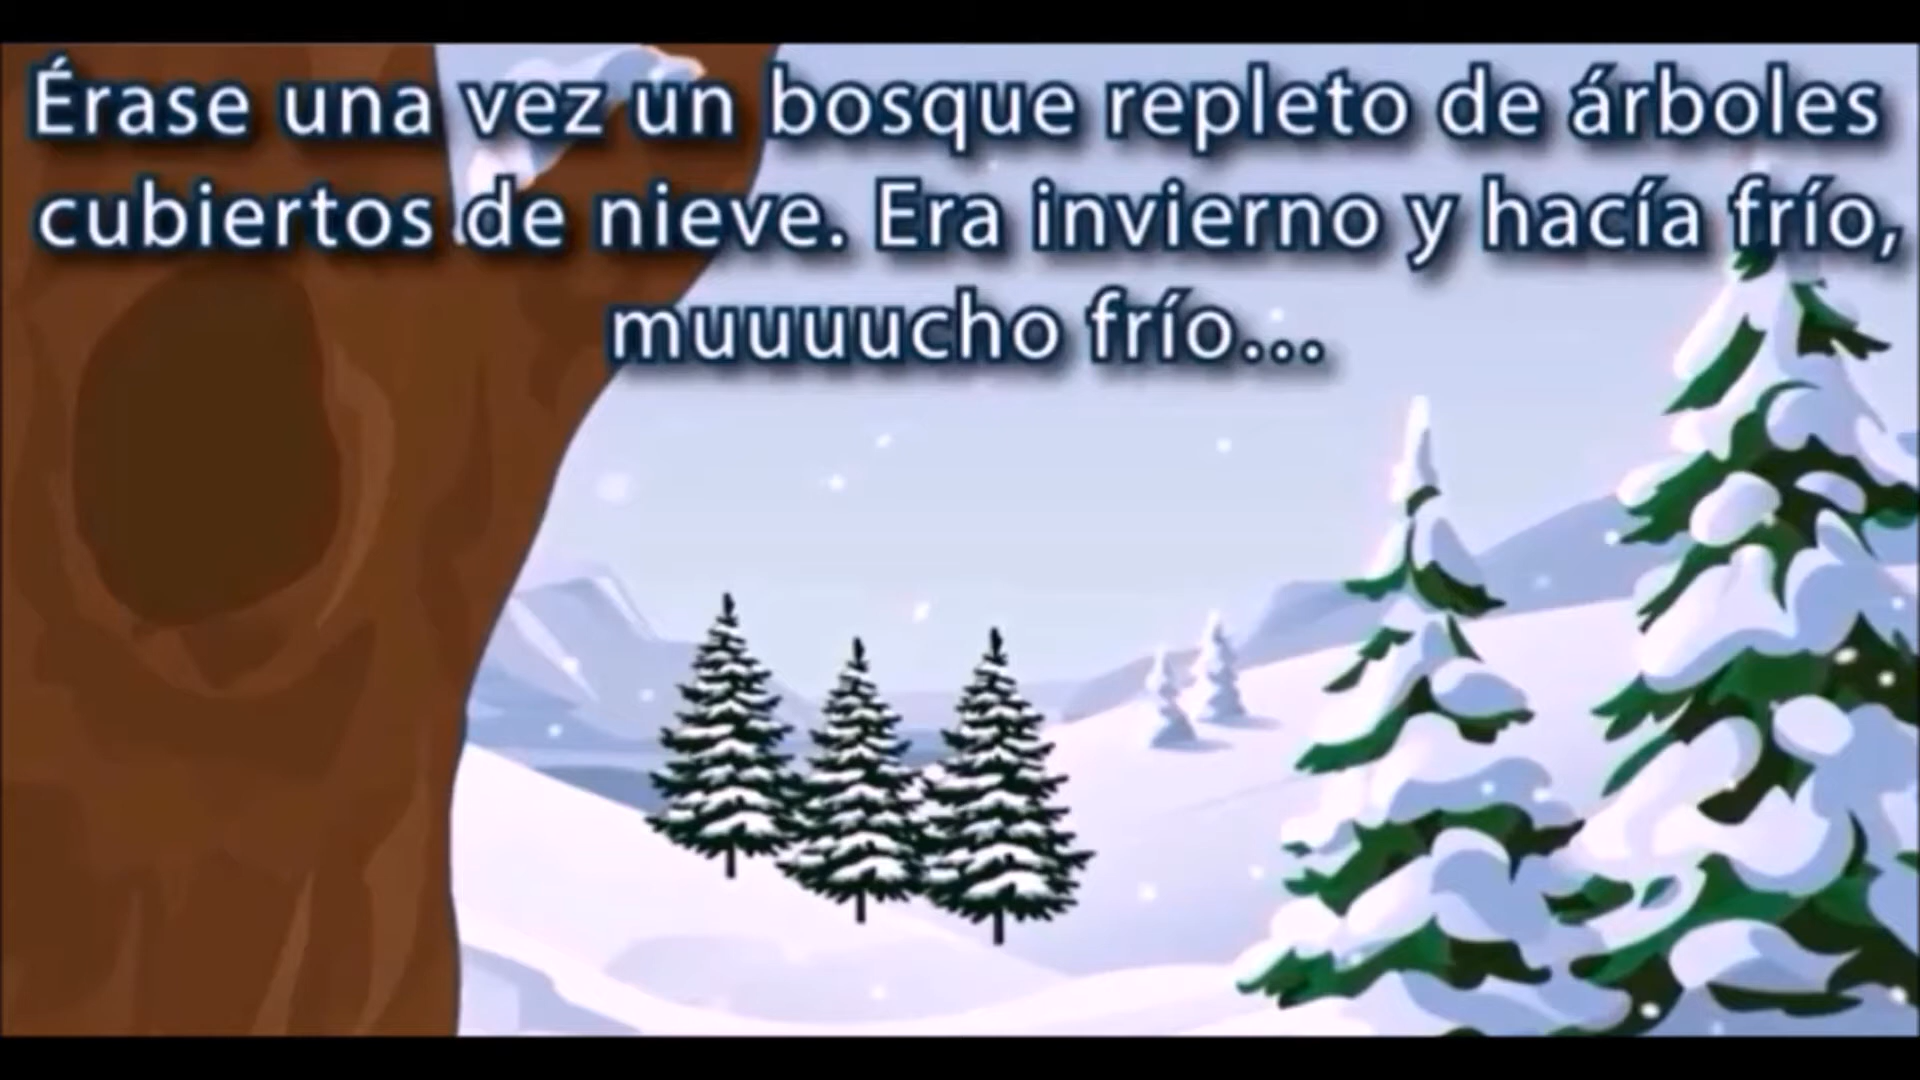 Érase una vez un bosque repleto de árboles
cubiertos de nieve. Era invierno y hacía frío,
muuuucho frío...